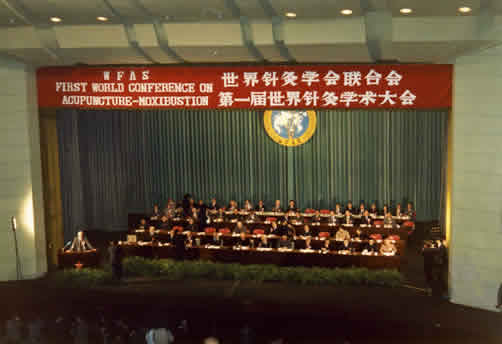 WFAS
FIRST WORLD CONFERENCE ON
ACUPUNCTURE-MOXIBUSTION
世界针灸学会联合会
第一届世界针灸学术大会